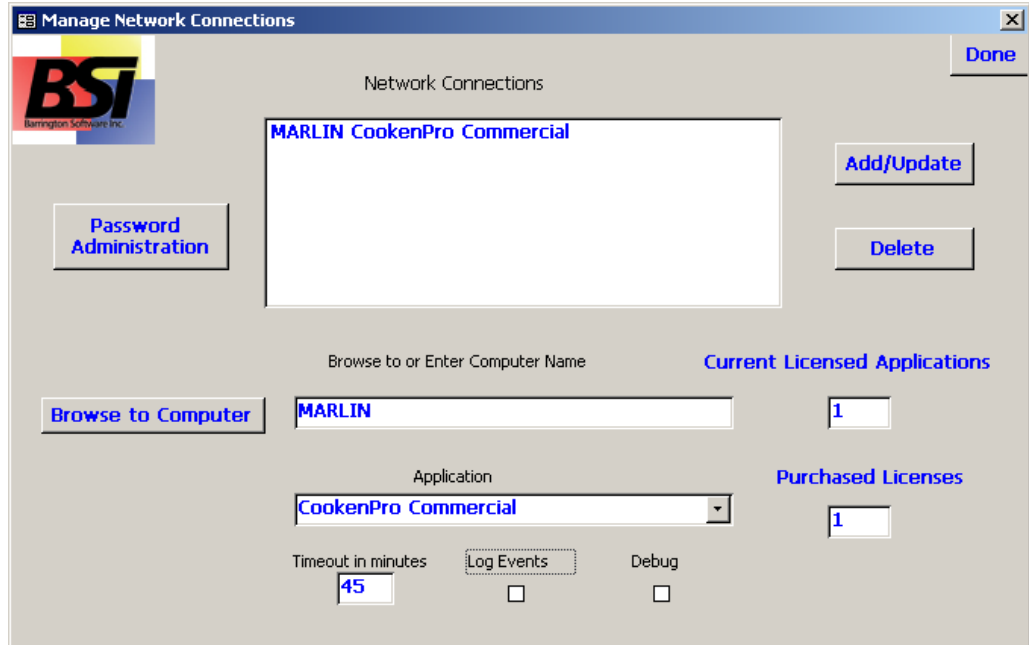 Manage Network Connections
Done
BSi
Barrington Software Inc.
Network Connections
MARLIN CookenPro Commercial
Add/Update
Password
Administration
Delete
Browse to or Enter Computer Name
Current Licensed Applications
Browse to Computer
MARLIN
1
Application
Purchased Licenses
CookenPro Commercial
1
Timeout in minutes
Log Events
Debug
45